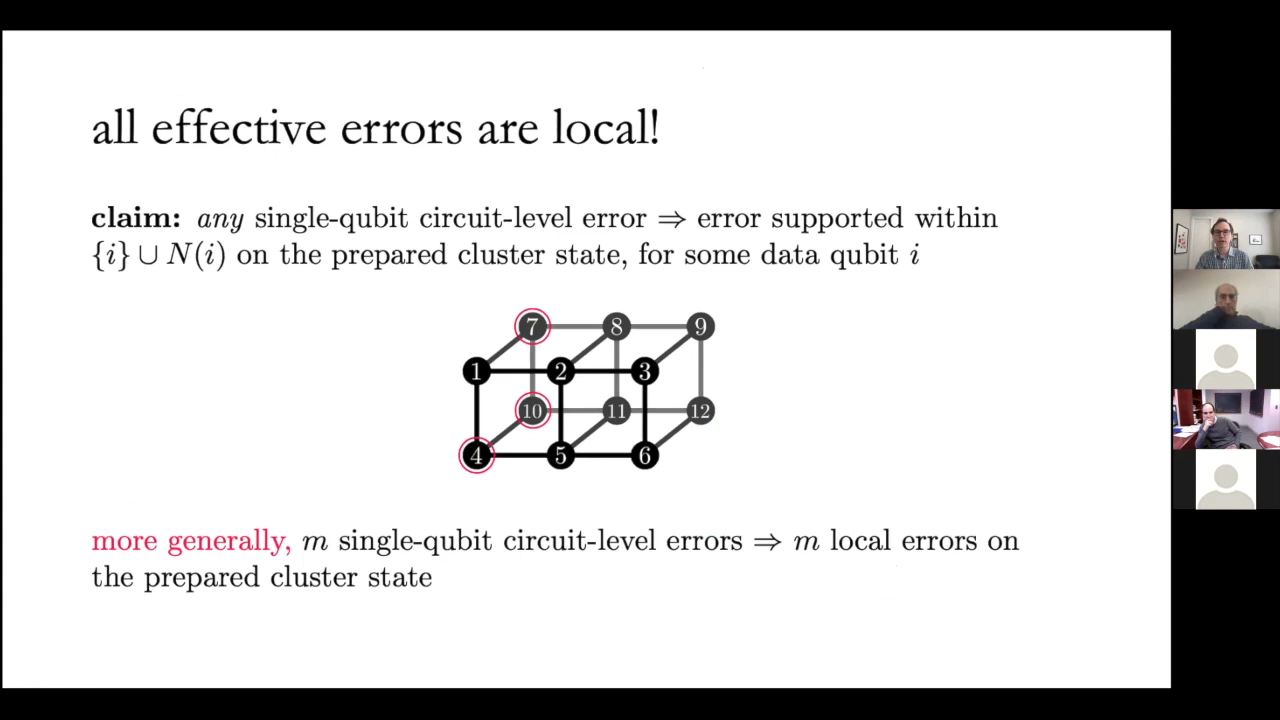 all effective errors are local!
claim: any single-qubit circuit-level error ⇒ error supported within
{i} ∪ N(i) on the prepared cluster state, for some data qubit i
7 8 9
1 2 3
10 11 12
4 5 6
more generally, m single-qubit circuit-level errors ⇒ m local errors on
the prepared cluster state